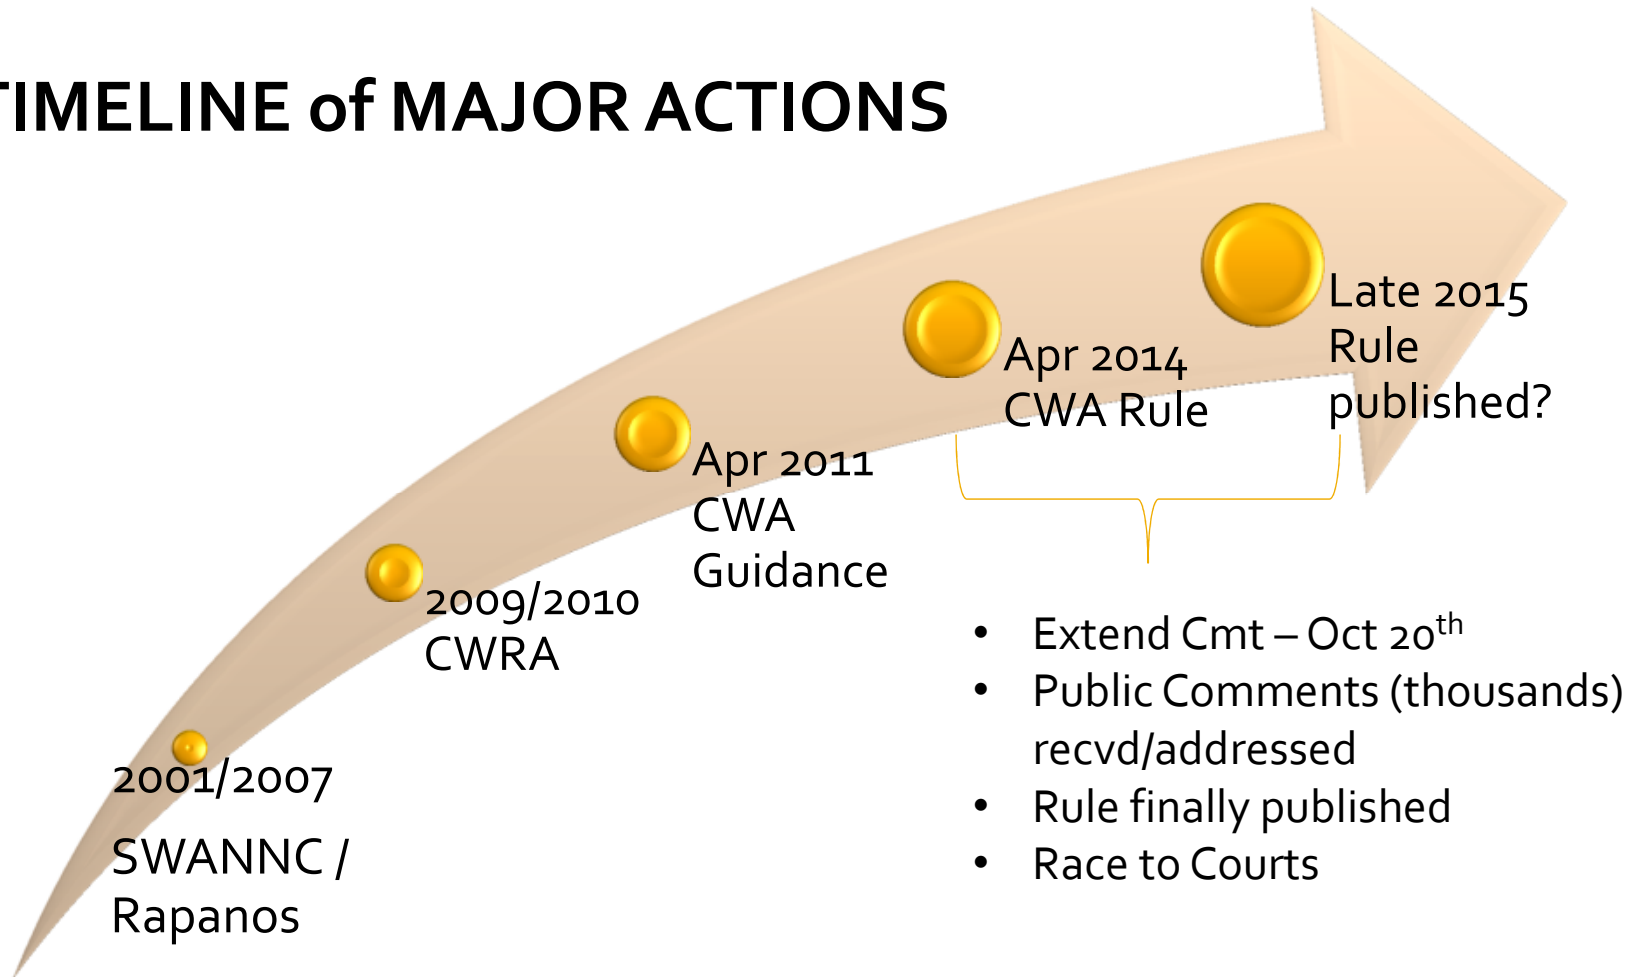 TIMELINE of MAJOR ACTIONS
Late 2015
Rule
published?
Apr 2014
CWA Rule
Apr 2011
CWA
Guidance
2009/2010
CWRA
2001/2007
SWANNC /
Rapanos
• Extend Cmt – Oct 20th
• Public Comments (thousands)
recvd/addressed
• Rule finally published
• Race to Courts